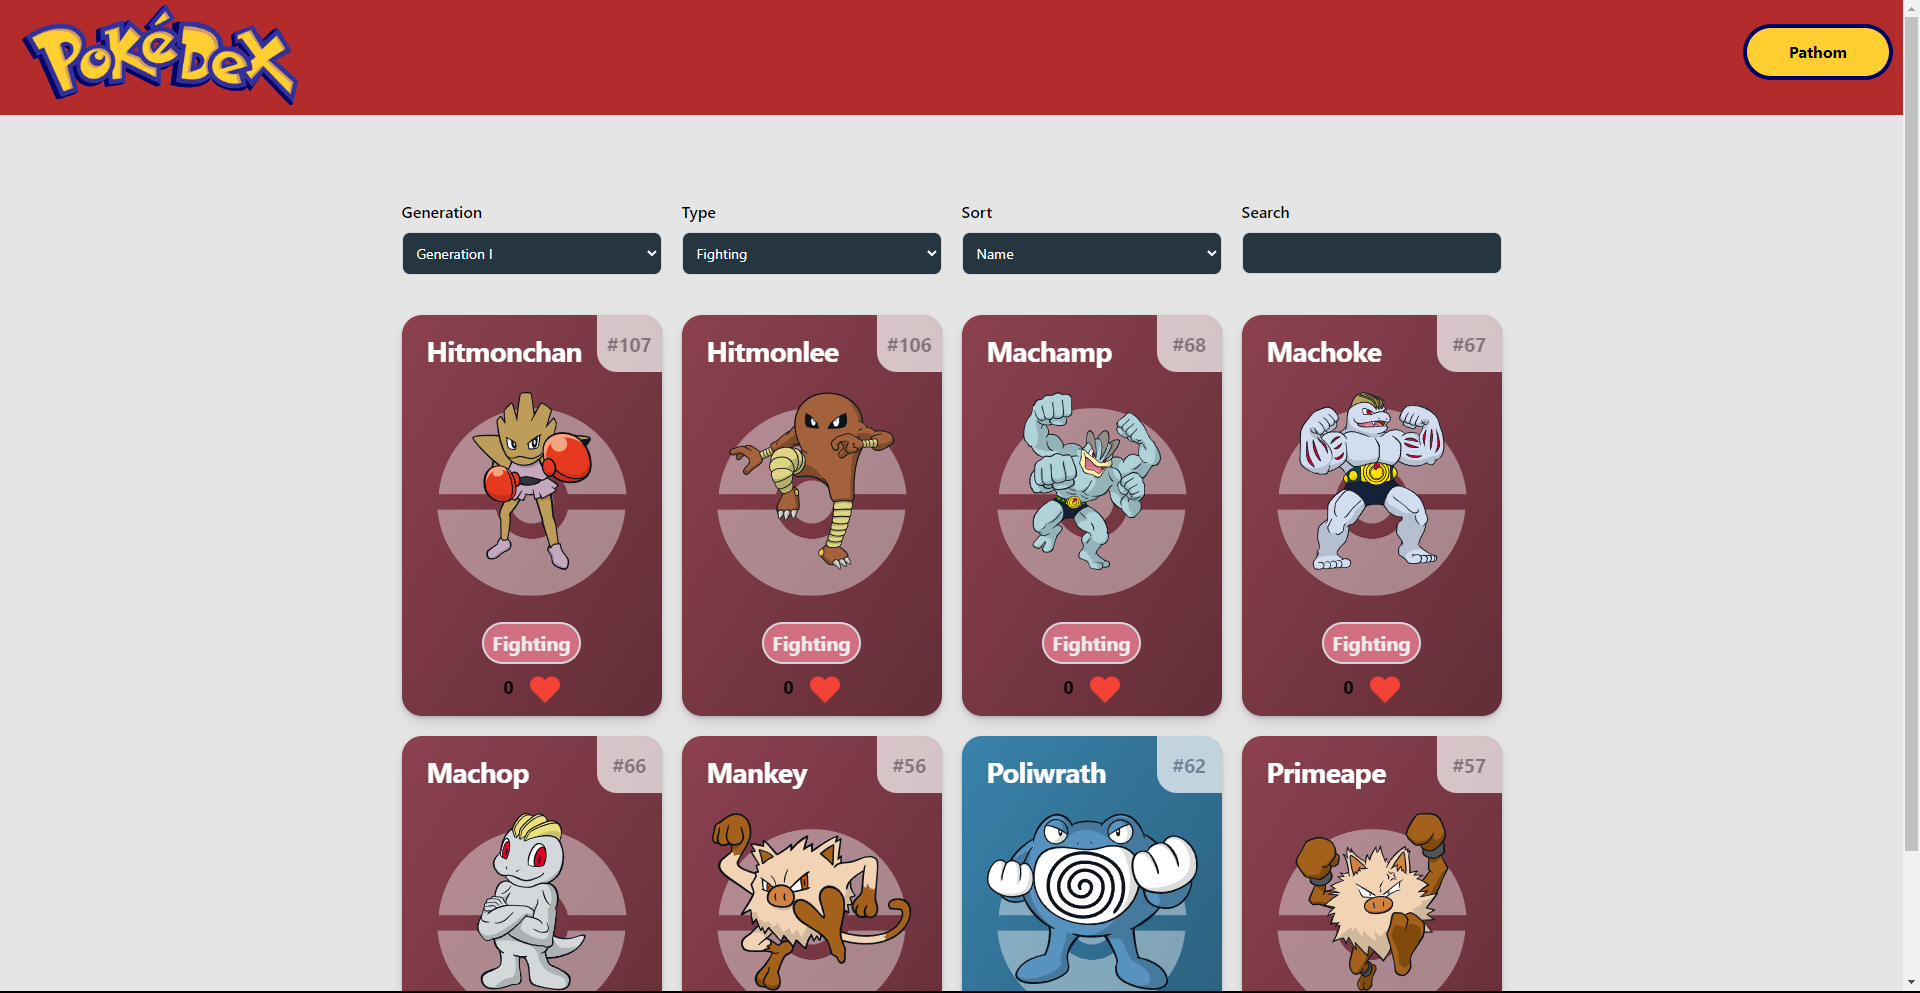 PoKéDex
Pathom
Generation
Type
Sort
Search
Generation I
Fighting
Name
Hitmonchan
#107
Hitmonlee
#106
Machamp
#68
Machoke
#67
Fighting
Fighting
Fighting
Fighting
0
0
0
0
Machop
#66
Mankey
#56
Poliwrath
#62
Primeape
#57